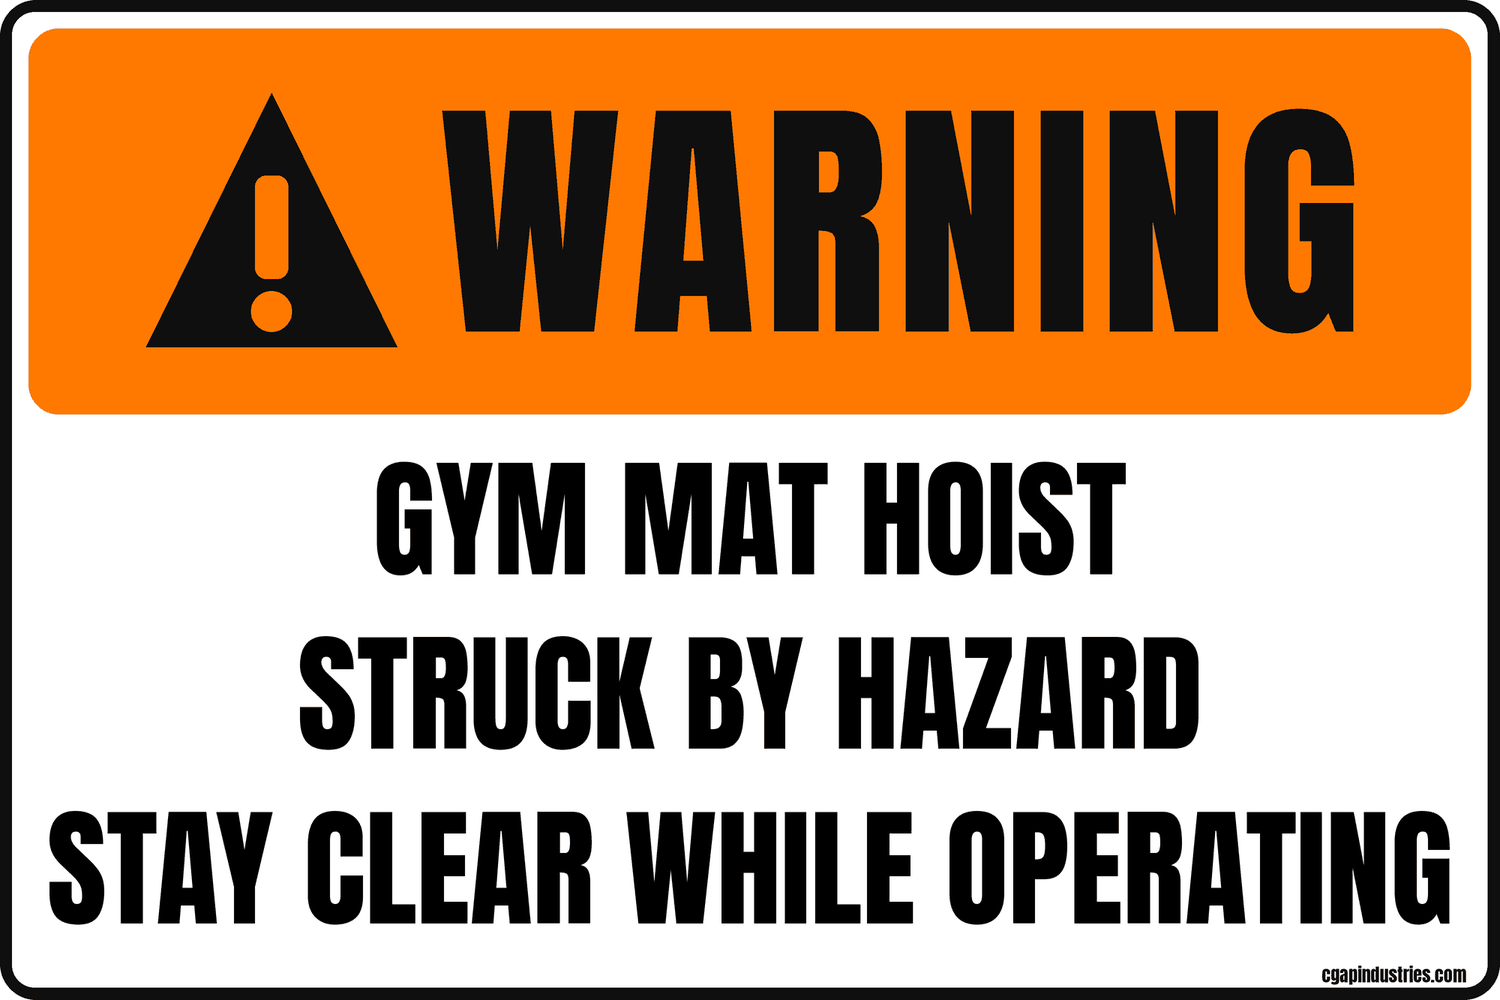 WARNING
GYM MAT HOIST
STRUCK BY HAZARD
STAY CLEAR WHILE OPERATING
cgapindustries.com